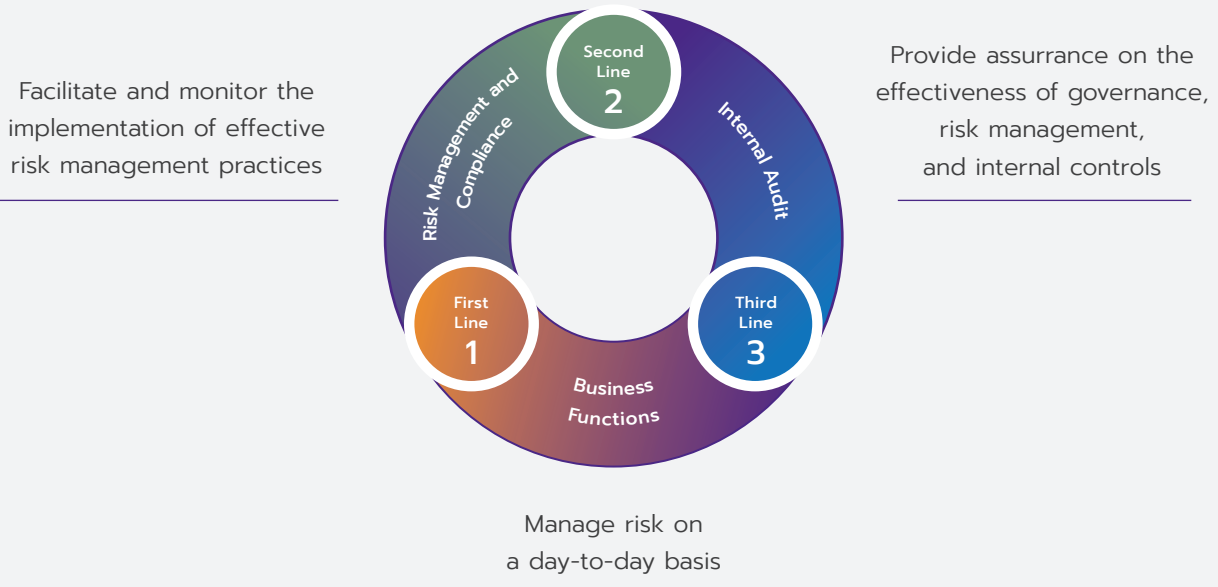 Facilitate and monitor the
implementation of effective
risk management practices
Second
Line
2
Risk Management and
Compliance
Internal Audit
Provide assurrance on the
effectiveness of governance,
risk management,
and internal controls
First
Line
1
Third
Line
3
Business
Functions
Manage risk on
a day-to-day basis